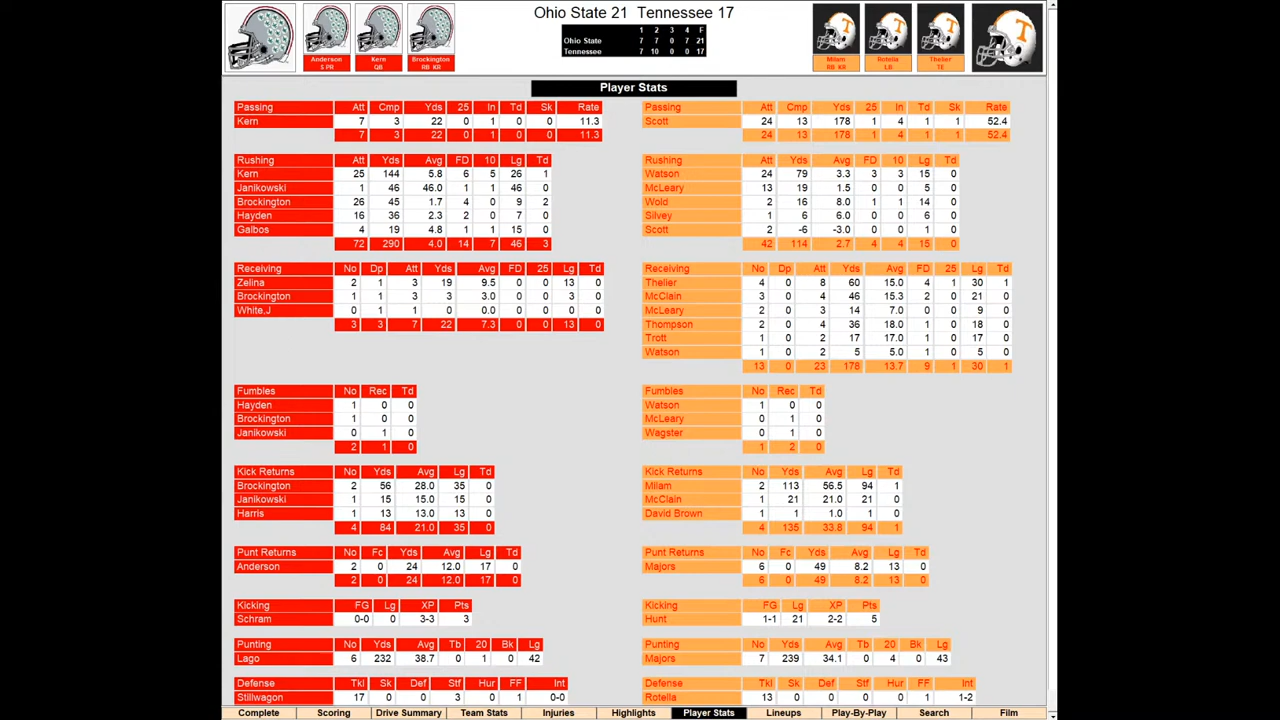 Ohio State 21 Tennessee 17
1 2 3 4 F
Ohio State 7 7 0 7 21
Tennessee 7 10 0 0 17
Anderson
S PR
Kern
QB
Brockington
RB KR
Milam
RB KR
Rotella
LB
Thelier
TE
Player Stats
Passing Att Cmp Yds 25 In Td Sk Rate
Kern 7 3 22 0 1 0 0 11.3
7 3 22 0 1 0 0 11.3
Rushing Att Yds Avg FD 10 Lg Td
Kern 25 144 5.8 6 5 26 1
Janikowski 1 46 46.0 1 1 46 0
Brockington 26 45 1.7 4 0 9 2
Hayden 16 36 2.3 2 0 7 0
Galbos 4 19 4.8 1 1 15 0
72 290 4.0 14 7 46 3
Receiving No Dp Att Yds Avg FD 25 Lg Td
Zelina 2 1 3 19 9.5 0 0 13 0
Brockington 1 1 3 3 3.0 0 0 3 0
White.J 0 1 1 0 0.0 0 0 0 0
3 3 7 22 7.3 0 0 13 0
Fumbles No Rec Td
Hayden 1 0 0
Brockington 1 0 0
Janikowski 0 1 0
2 1 0
Kick Returns No Yds Avg Lg Td
Brockington 2 56 28.0 35 0
Janikowski 1 15 15.0 15 0
Harris 1 13 13.0 13 0
4 84 21.0 35 0
Punt Returns No Fc Yds Avg Lg Td
Anderson 2 0 24 12.0 17 0
2 0 24 12.0 17 0
Kicking FG Lg XP Pts
Schram 0-0 0 3-3 3
Punting No Yds Avg Tb 20 Bk Lg
Lago 6 232 38.7 0 1 0 42
Defense Tkl Sk Def Stf Hur FF Int
Stillwagon 17 0 0 3 0 1 0-0
Passing Att Cmp Yds 25 In Td Sk Rate
Scott 24 13 178 1 4 1 1 52.4
24 13 178 1 4 1 1 52.4
Rushing Att Yds Avg FD 10 Lg Td
Watson 24 79 3.3 3 3 15 0
McLeary 13 19 1.5 0 0 5 0
Wold 2 16 8.0 1 1 14 0
Silvey 1 6 6.0 0 0 6 0
Scott 2 -6 -3.0 0 0 1 0
42 114 2.7 4 4 15 0
Receiving No Dp Att Yds Avg FD 25 Lg Td
Thelier 4 0 8 60 15.0 4 1 30 1
McClain 3 0 4 46 15.3 2 0 21 0
McLeary 2 0 3 14 7.0 0 0 9 0
Thompson 2 0 4 36 18.0 1 0 18 0
Trott 1 0 2 17 17.0 1 0 17 0
Watson 1 0 2 5 5.0 1 0 5 0
13 0 23 178 13.7 9 1 30 1
Fumbles No Rec Td
Watson 1 0 0
McLeary 0 1 0
Wagster 0 1 0
1 2 0
Kick Returns No Yds Avg Lg Td
Milam 2 113 56.5 94 1
McClain 1 21 21.0 21 0
David Brown 1 1 1.0 1 0
4 135 33.8 94 1
Punt Returns No Fc Yds Avg Lg Td
Majors 6 0 49 8.2 13 0
6 0 49 8.2 13 0
Kicking FG Lg XP Pts
Hunt 1-1 21 2-2 5
Punting No Yds Avg Tb 20 Bk Lg
Majors 7 239 34.1 0 4 0 43
Defense Tkl Sk Def Stf Hur FF Int
Rotella 13 0 0 0 0 1 1-2
Complete Scoring Drive Summary Team Stats Injuries Highlights Player Stats Lineups Play-By-Play Search Film